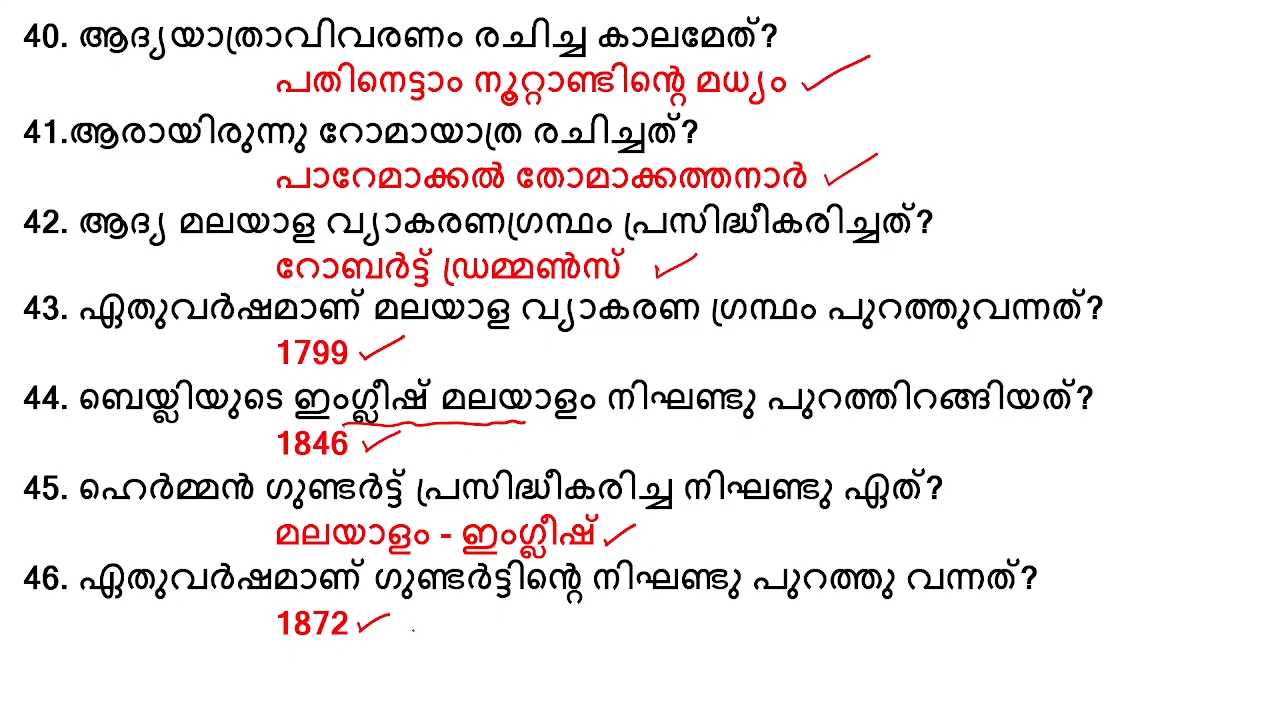 40. ആദ്യയാത്രാവിവരണം രചിച്ച കാലമേത്?
പതിനെട്ടാം നൂറ്റാണ്ടിന്റെ മധ്യം
41.ആരായിരുന്നു റോമായാത്ര രചിച്ചത്?
പാറേമാക്കൽ തോമാക്കത്തനാർ
42. ആദ്യ മലയാള വ്യാകരണഗ്രന്ഥം പ്രസിദ്ധീകരിച്ചത്?
റോബർട്ട് ഡ്രമ്മൺസ്
43. ഏതുവർഷമാണ് മലയാള വ്യാകരണ ഗ്രന്ഥം പുറത്തുവന്നത്?
1799
44. ബെയ്ലിയുടെ ഇംഗ്ലീഷ് മലയാളം നിഘണ്ടു പുറത്തിറങ്ങിയത്?
1846
45. ഹെർമ്മൻ ഗുണ്ടർട്ട് പ്രസിദ്ധീകരിച്ച നിഘണ്ടു ഏത്?
മലയാളം - ഇംഗ്ലീഷ്
46. ഏതുവർഷമാണ് ഗുണ്ടർട്ടിന്റെ നിഘണ്ടു പുറത്തു വന്നത്?
1872